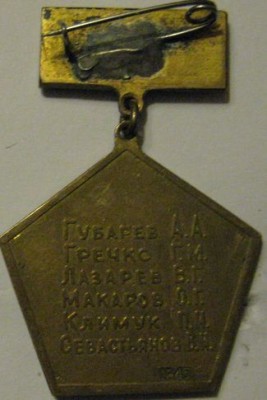 Губарев А.А.
Гречко Г.М.
Лазарев В.Г.
Макаров О.Г.
Климук П.И.
Севастьянов В.И.